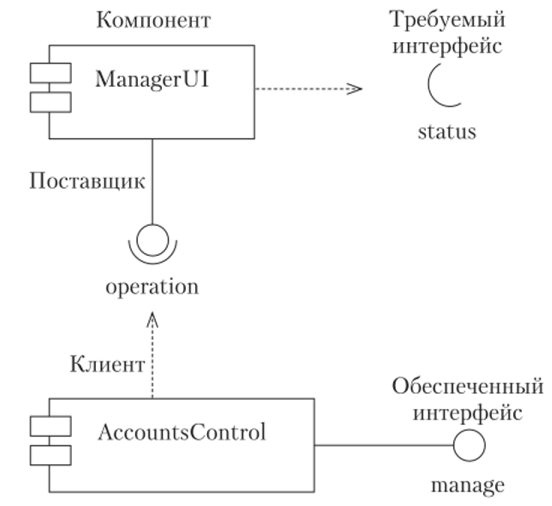 Компонент
Требуемый
интерфейс
ManagerUI
status
Поставщик
operation
Клиент
Обеспеченный
интерфейс
AccountsControl
manage